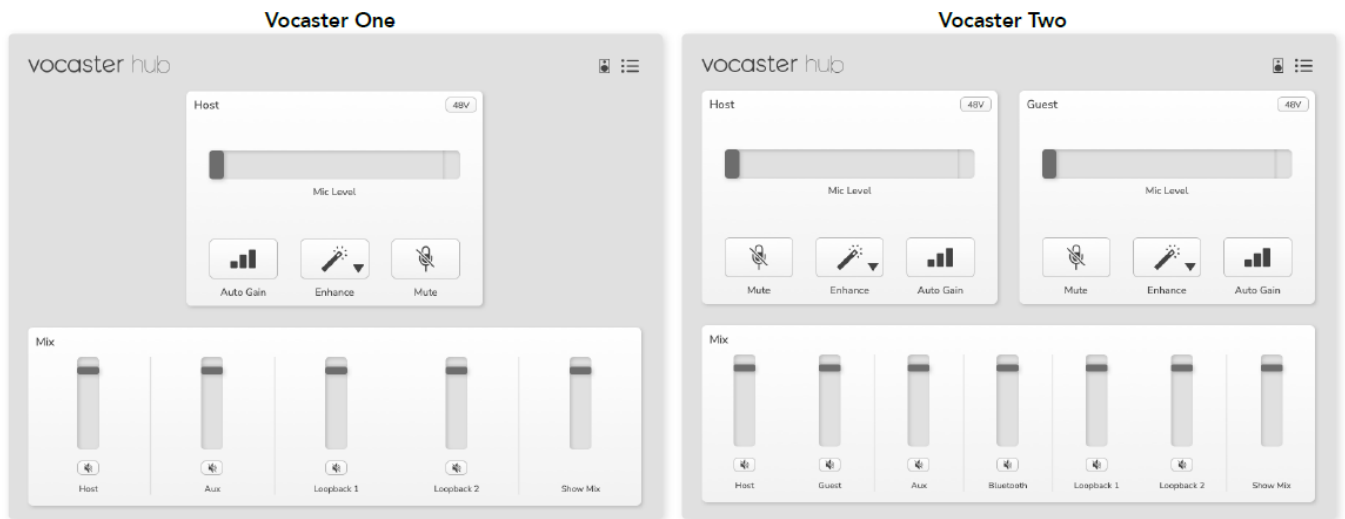 Vocaster One
vocaster hub
Host 48V
Mic Level
Auto Gain Enhance Mute
Mix
Host Aux Loopback 1 Loopback 2 Show Mix
Vocaster Two
vocaster hub
Host 48V Guest 48V
Mic Level Mic Level
Mute Enhance Auto Gain Mute Enhance Auto Gain
Mix
Host Guest Aux Bluetooth Loopback 1 Loopback 2 Show Mix